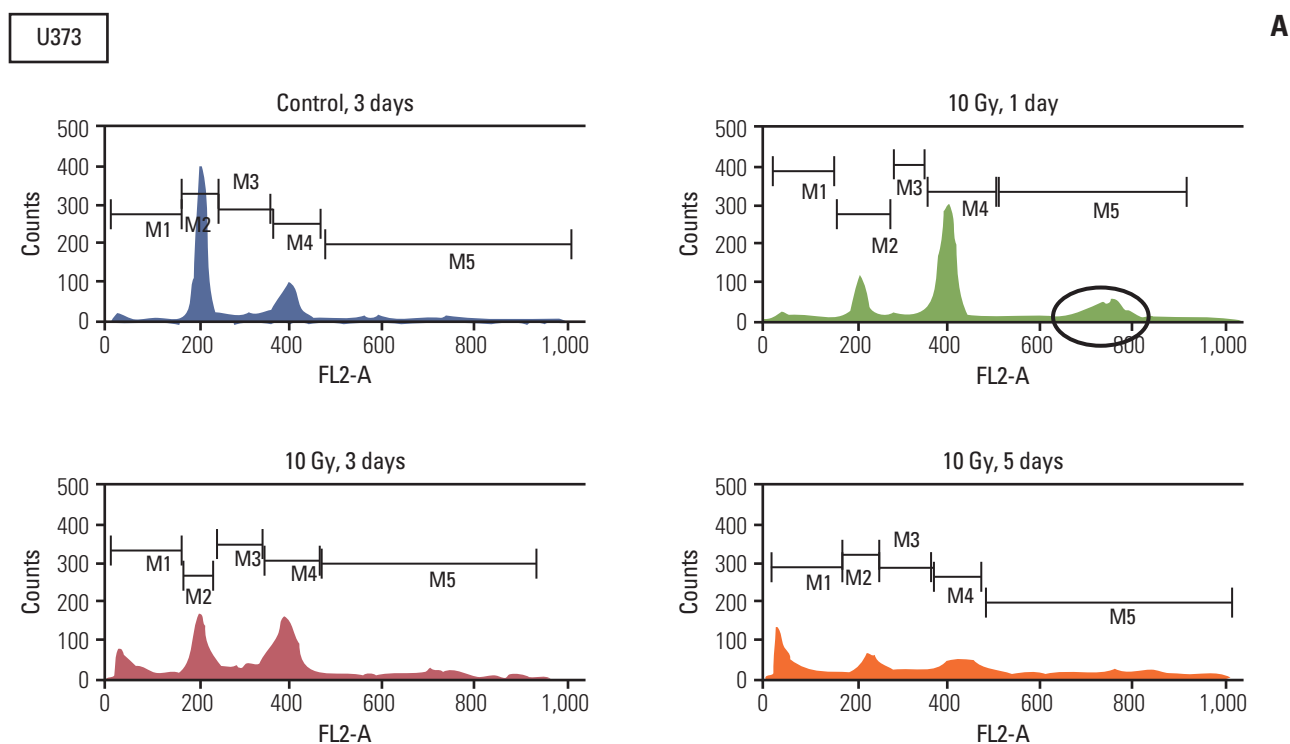 U373
A
Control, 3 days
500
400
300
200
100
0
Counts
M1
M2
M3
M4
M5
0 200 400 600 800 1,000
FL2-A
10 Gy, 1 day
500
400
300
200
100
0
Counts
M1
M2
M3
M4
M5
0 200 400 600 800 1,000
FL2-A
10 Gy, 3 days
500
400
300
200
100
0
Counts
M1
M2
M3
M4
M5
0 200 400 600 800 1,000
FL2-A
10 Gy, 5 days
500
400
300
200
100
0
Counts
M1
M2
M3
M4
M5
0 200 400 600 800 1,000
FL2-A